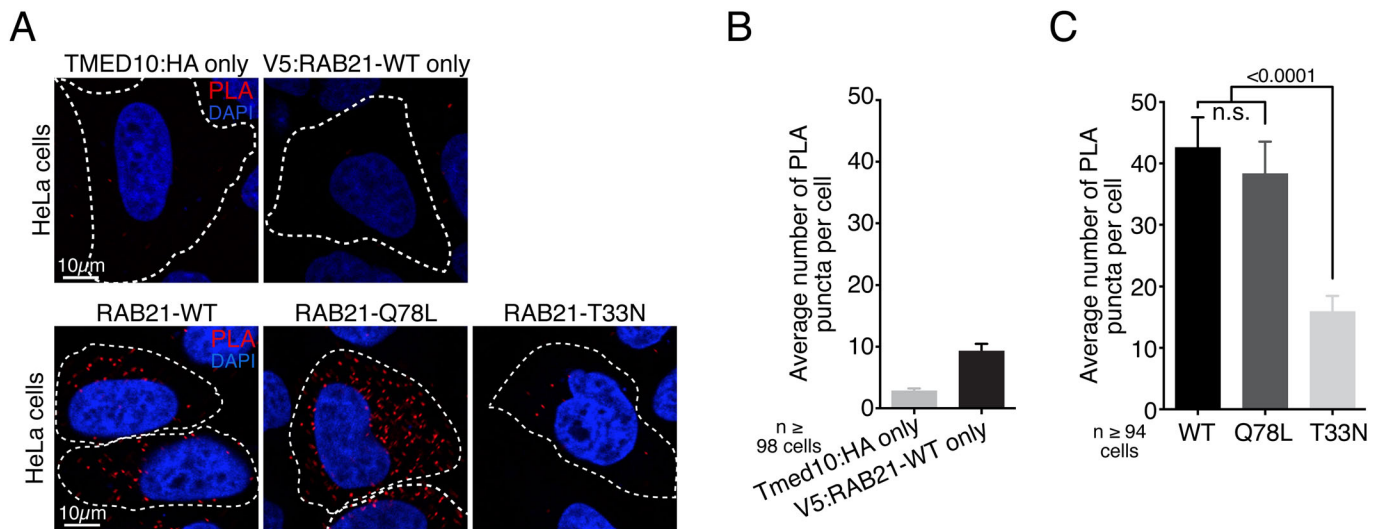 A
TMED10:HA only
V5:RAB21-WT only
PLA
DAPI
HeLa cells
10µm
RAB21-WT
RAB21-Q78L
RAB21-T33N
PLA
DAPI
HeLa cells
10µm
B
Average number of PLA
puncta per cell
50
40
30
20
10
0
n ≥
98 cells
Tmed10:HA only
V5:RAB21-WT only
C
<0.0001
n.s.
Average number of PLA
puncta per cell
50
40
30
20
10
0
n ≥ 94
cells
WT
Q78L
T33N